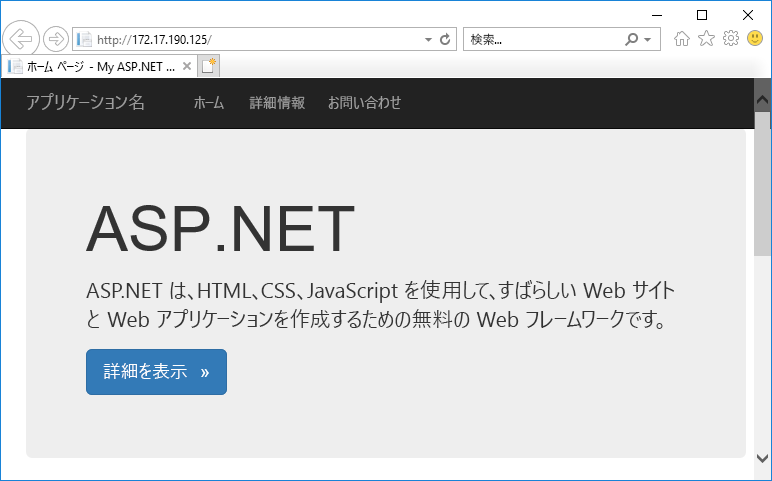 http://172.17.190.125/
検索...
ホーム ページ - My ASP.NET ...
アプリケーション名 ホーム 詳細情報 お問い合わせ
ASP.NET
ASP.NET は、HTML、CSS、JavaScript を使用して、すばらしい Web サイト
と Web アプリケーションを作成するための無料の Web フレームワークです。
詳細を表示 »